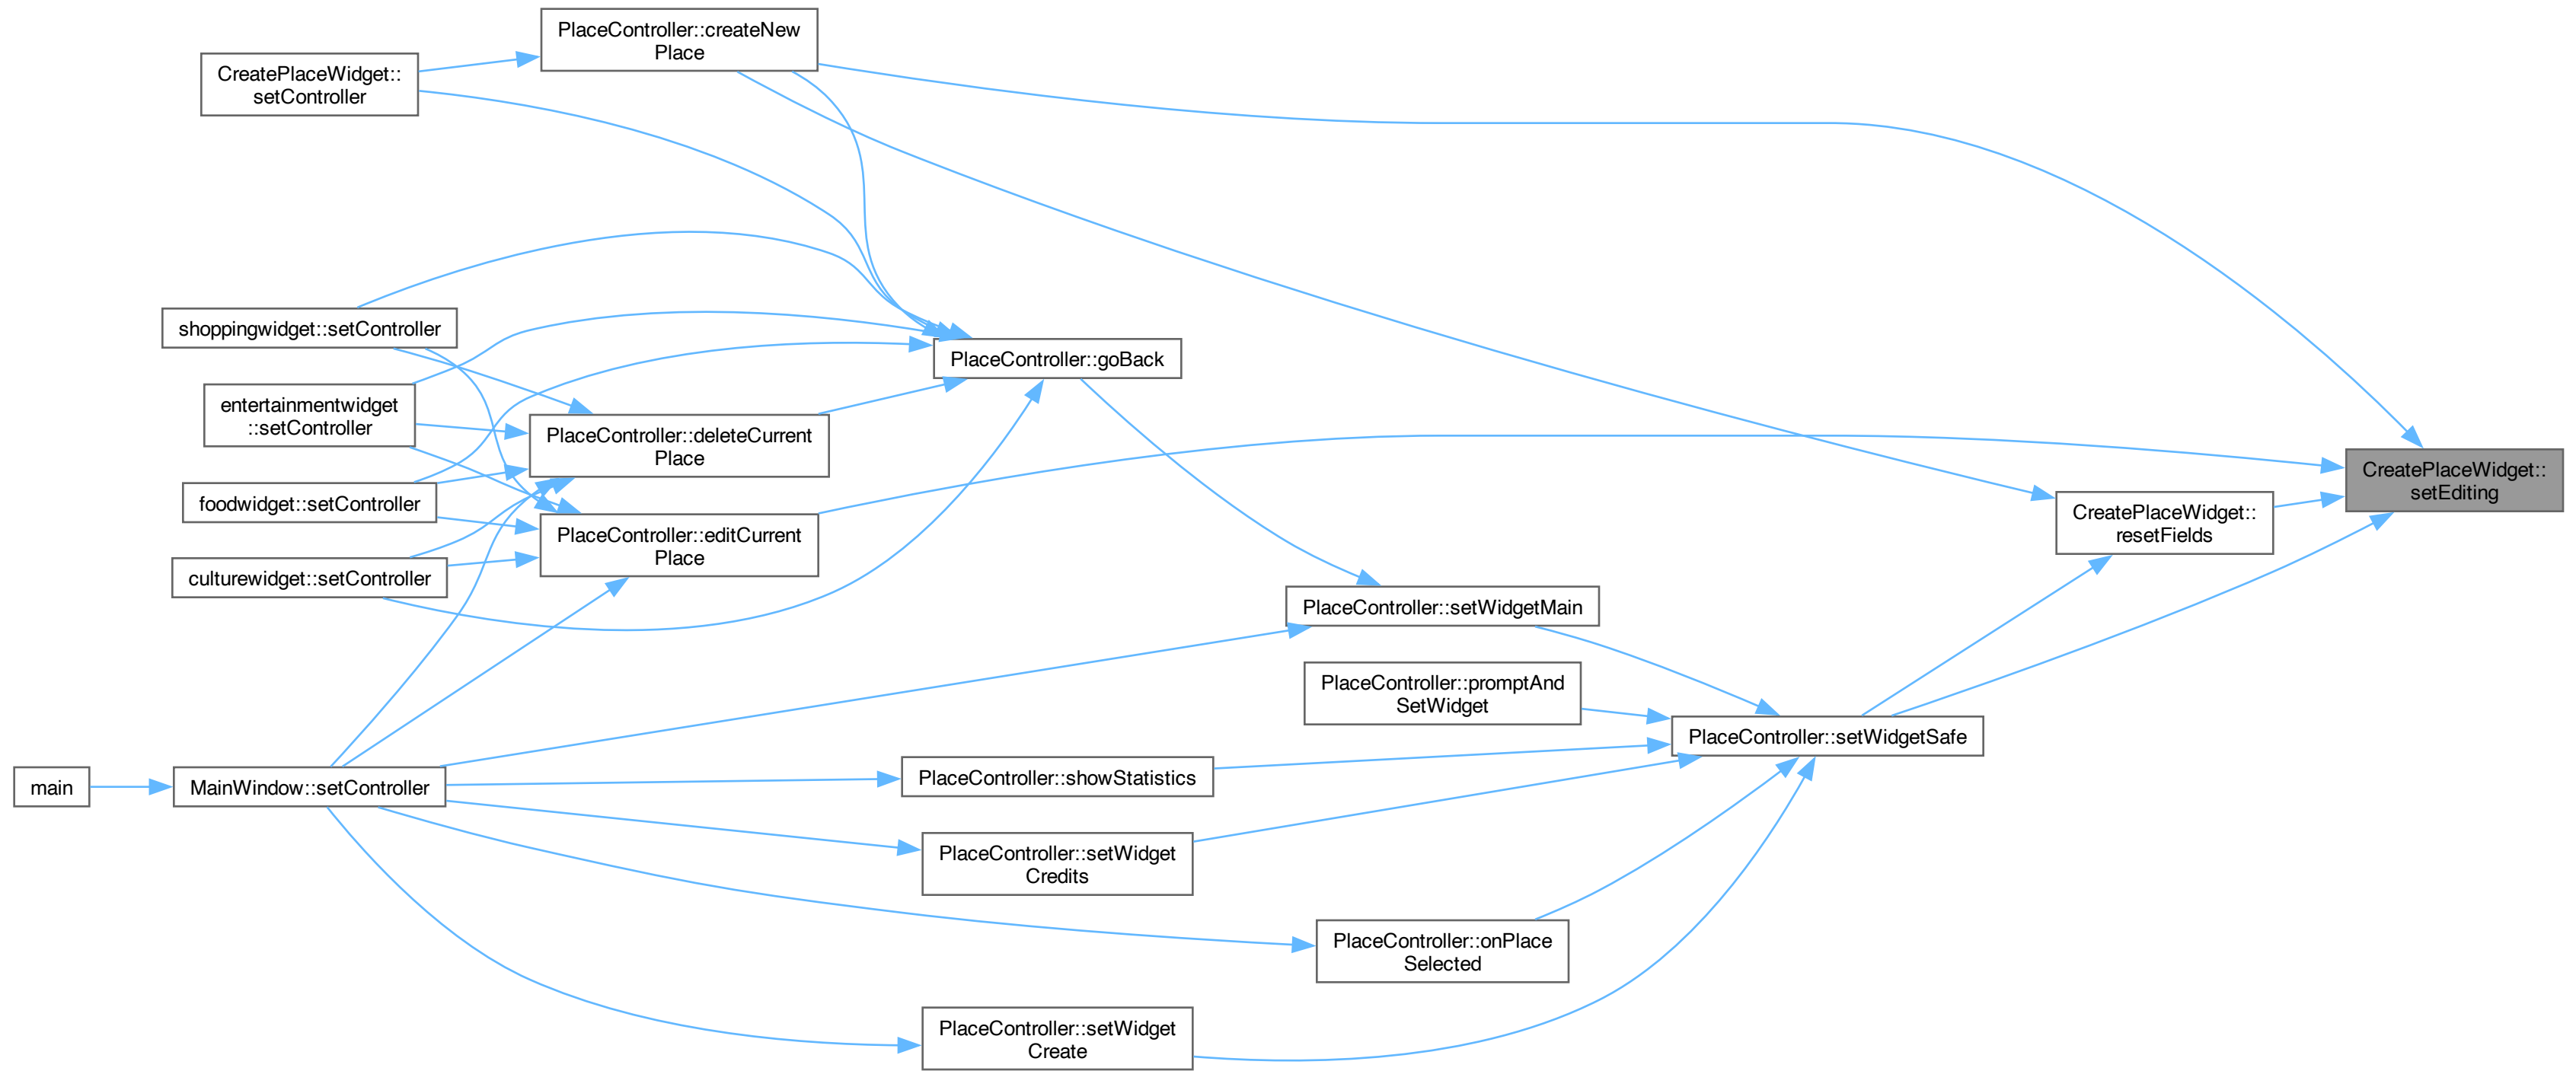 PlaceController::createNew
Place
CreatePlaceWidget::
setController
shoppingwidget::setController
PlaceController::goBack
entertainmentwidget
::setController
PlaceController::deleteCurrent
Place
CreatePlaceWidget::
setEditing
foodwidget::setController
CreatePlaceWidget::
resetFields
PlaceController::editCurrent
Place
culturewidget::setController
PlaceController::setWidgetMain
PlaceController::promptAnd
SetWidget
PlaceController::setWidgetSafe
PlaceController::showStatistics
main
MainWindow::setController
PlaceController::setWidget
Credits
PlaceController::onPlace
Selected
PlaceController::setWidget
Create